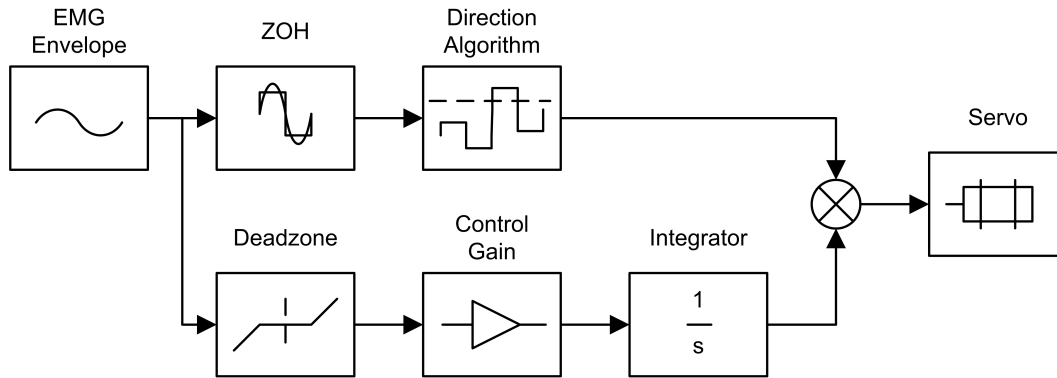 EMG
Envelope
ZOH
Direction
Algorithm
Servo
Deadzone
Control
Gain
Integrator
1
s